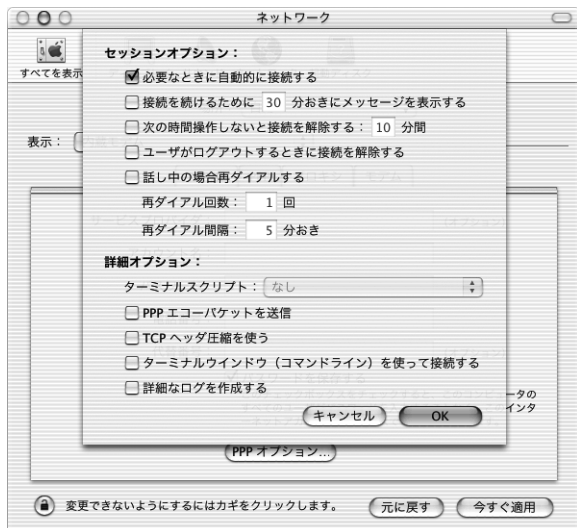 ネットワーク
すべてを表示
表示：
セッションオプション：
必要なときに自動的に接続する
接続を続けるために 30 分おきにメッセージを表示する
次の時間操作しないと接続を解除する： 10 分間
ユーザがログアウトするときに接続を解除する
話し中の場合再ダイアルする
再ダイアル回数： 1 回
再ダイアル間隔： 5 分おき
詳細オプション：
ターミナルスクリプト： なし
PPP エコーパケットを送信
TCP ヘッダ圧縮を使う
ターミナルウインドウ（コマンドライン）を使って接続する
詳細なログを作成する
ータの
インタ
キャンセル OK
PPP オプション...
変更できないようにするにはカギをクリックします。 元に戻す 今すぐ適用